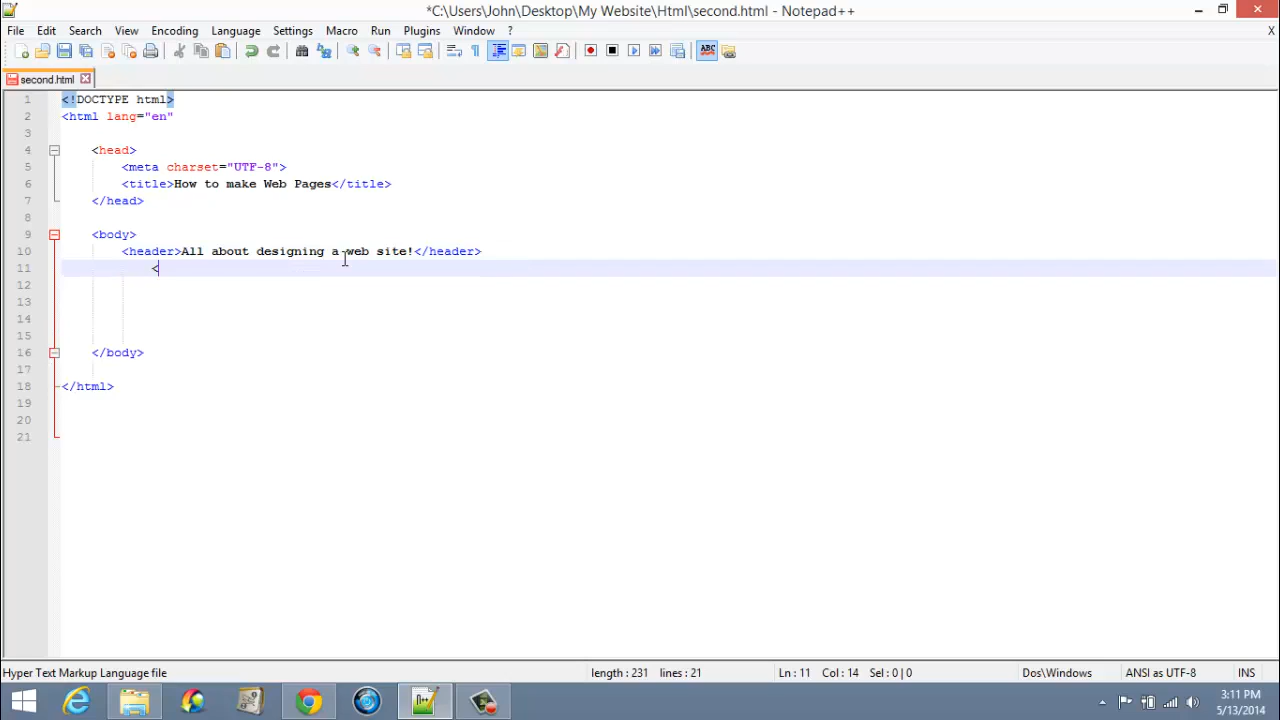 *C:\Users\John\Desktop\My Website\Html\second.html - Notepad++
File Edit Search View Encoding Language Settings Macro Run Plugins Window ? X
ABC
second.html
1 <!DOCTYPE html>
2 <html lang="en"
3
4 <head>
5 <meta charset="UTF-8">
6 <title>How to make Web Pages</title>
7 </head>
8
9 <body>
10 <header>All about designing a web site!</header>
11 <
12
13
14
15
16 </body>
17
18 </html>
19
20
21
Hyper Text Markup Language file length : 231 lines : 21 Ln : 11 Col : 14 Sel : 0 | 0 Dos\Windows ANSI as UTF-8 INS
3:11 PM
5/13/2014